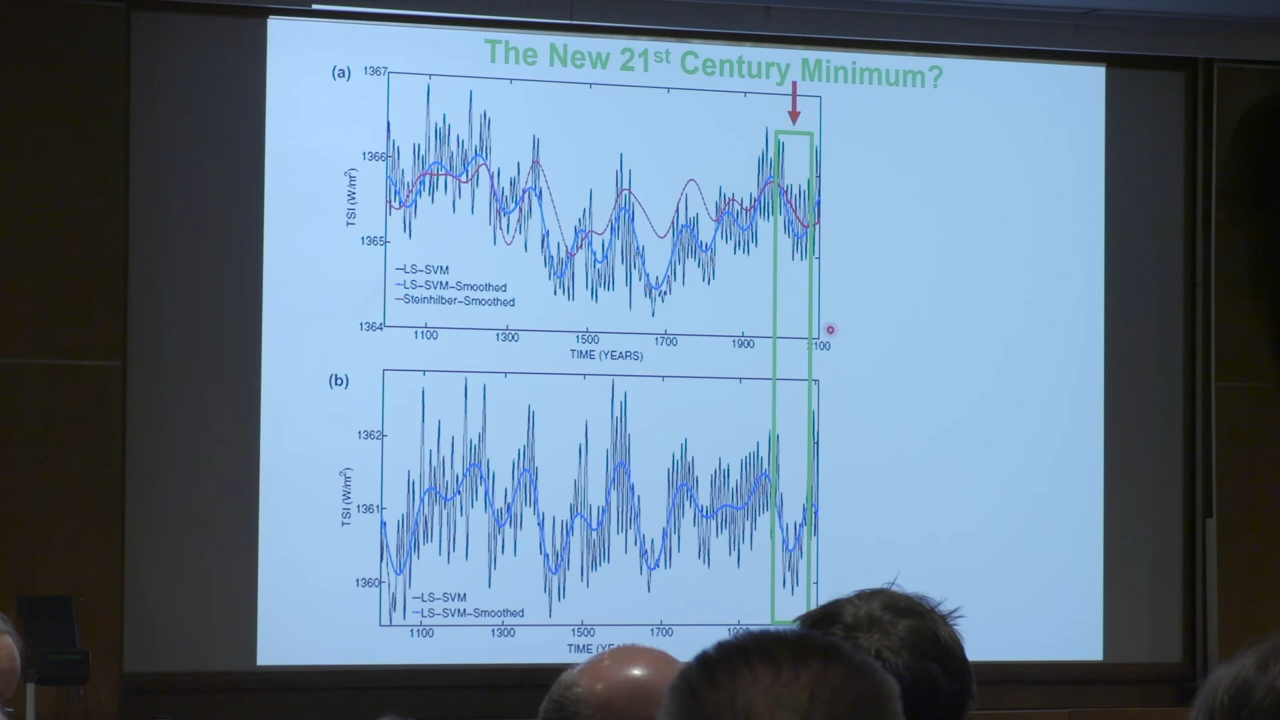 The New 21st Century Minimum?
(a)
1367
1366
1365
1364
TSI (W/m²)
—LS–SVM
—LS–SVM–Smoothed
—Steinhilber–Smoothed
1100 1300 1500 1700 1900 2100
TIME (YEARS)
(b)
1362
1361
1360
TSI (W/m²)
—LS–SVM
—LS–SVM–Smoothed
1100 1300 1500 1700
TIME